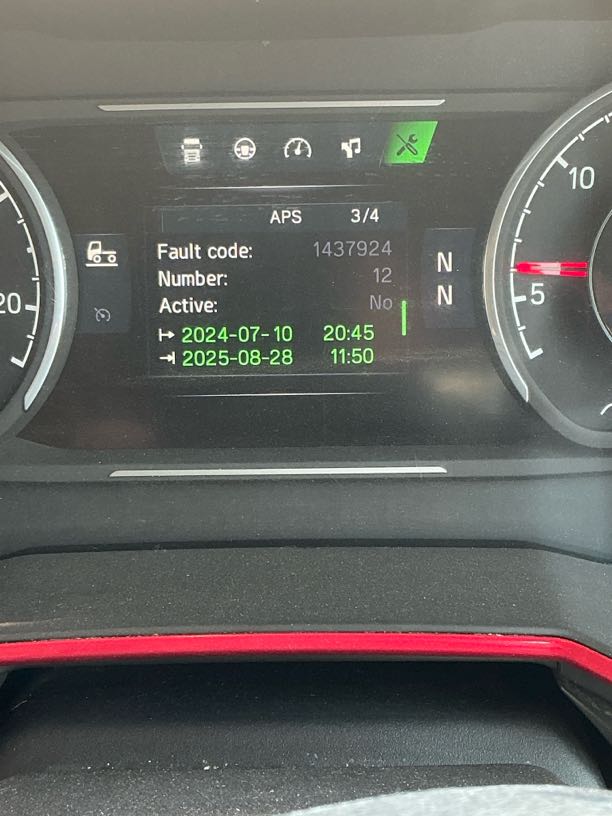 APS 3/4
Fault code: 1437924
Number: 12
Active: No
2024-07-10 20:45
2025-08-28 11:50
N
N
20
10
5